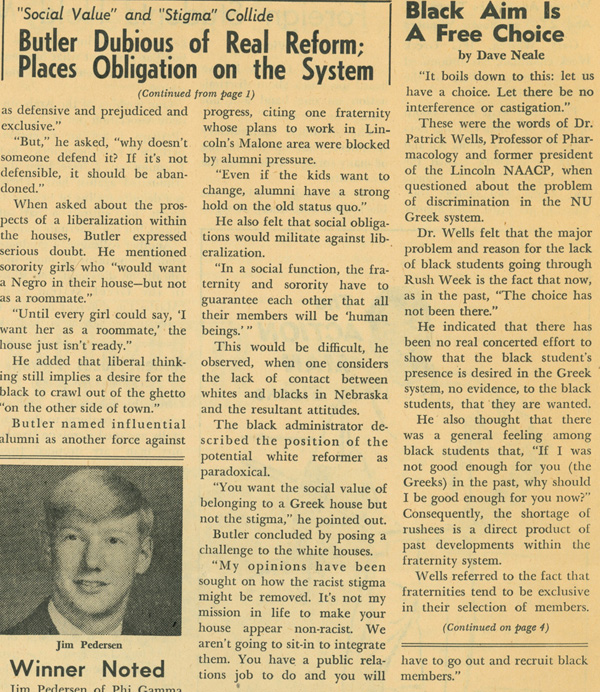 "Social Value" and "Stigma" Collide
Butler Dubious of Real Reform;
Places Obligation on the System
(Continued from page 1)
as defensive and prejudiced and
exclusive."
"But," he asked, "why doesn't
someone defend it? If it's not
defensible, it should be aban-
doned."
When asked about the pros-
pects of a liberalization within
the houses, Butler expressed
serious doubt. He mentioned
sorority girls who "would want
a Negro in their house—but not
as a roommate."
"Until every girl could say, 'I
want her as a roommate,' the
house just isn't ready."
He added that liberal think-
ing still implies a desire for the
black to crawl out of the ghetto
"on the other side of town."
Butler named influential
alumni as another force against
progress, citing one fraternity
whose plans to work in Lin-
coln's Malone area were blocked
by alumni pressure.
"Even if the kids want to
change, alumni have a strong
hold on the old status quo."
He also felt that social obliga-
tions would militate against lib-
eralization.
"In a social function, the fra-
ternity and sorority have to
guarantee each other that all
their members will be 'human
beings.' "
This would be difficult, he
observed, when one considers
the lack of contact between
whites and blacks in Nebraska
and the resultant attitudes.
The black administrator de-
scribed the position of the
potential white reformer as
paradoxical.
"You want the social value of
belonging to a Greek house but
not the stigma," he pointed out.
Butler concluded by posing a
challenge to the white houses.
"My opinions have been
sought on how the racist stigma
might be removed. It's not my
mission in life to make your
house appear non-racist. We
aren't going to sit-in to integrate
them. You have a public rela-
tions job to do and you will
have to go out and recruit black
members."
Jim Pedersen
Winner Noted
Jim Pedersen of Phi Gamma
Black Aim Is
A Free Choice
by Dave Neale
"It boils down to this: let us
have a choice. Let there be no
interference or castigation."
These were the words of Dr.
Patrick Wells, Professor of Phar-
macology and former president
of the Lincoln NAACP, when
questioned about the problem
of discrimination in the NU
Greek system.
Dr. Wells felt that the major
problem and reason for the lack
of black students going through
Rush Week is the fact that now,
as in the past, "The choice has
not been there."
He indicated that there has
been no real concerted effort to
show that the black student's
presence is desired in the Greek
system, no evidence, to the black
students, that they are wanted.
He also thought that there
was a general feeling among
black students that, "If I was
not good enough for you (the
Greeks) in the past, why should
I be good enough for you now?"
Consequently, the shortage of
rushees is a direct product of
past developments within the
fraternity system.
Wells referred to the fact that
fraternities tend to be exclusive
in their selection of members.
(Continued on page 4)